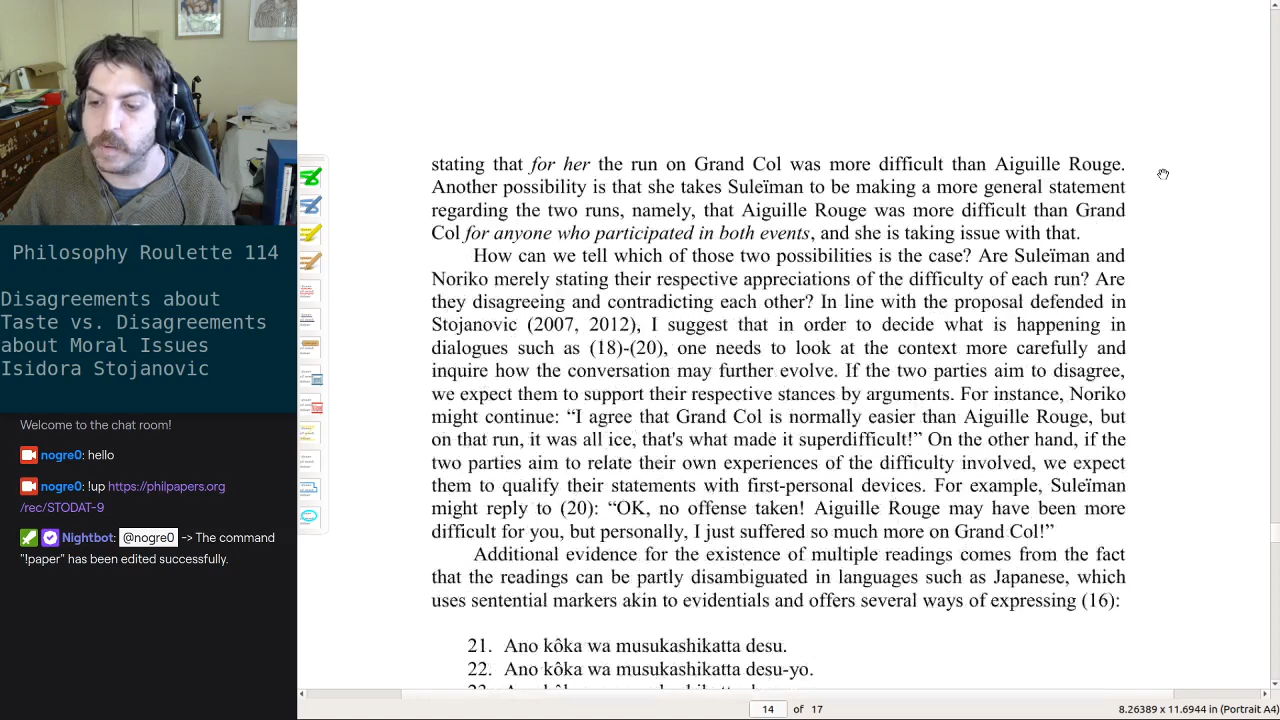 Philosophy Roulette 114
Disagreements about
Taste vs. Disagreements
about Moral Issues
Isidora Stojanovic
Welcome to the chat room!
nogre0: hello
nogre0: !up https://philpapers.org
/rec/STODAT-9
Nightbot: @nogre0 -> The command
"!paper" has been edited successfully.
stating that for her the run on Grand Col was more difficult than Aiguille Rouge.
Another possibility is that she takes Suleïman to be making a more general statement
regarding the two runs, namely, that Aiguille Rouge was more difficult than Grand
Col for anyone who participated in both events, and she is taking issue with that.
How can we tell which of those two possibilities is the case? Are Suleïman and
Noriko merely sharing their respective appreciations of the difficulty of each run, or are
they disagreeing and contradicting each other? In line with the proposal defended in
Stojanovic (2007, 2012), I suggest that in order to decide what is happening in
dialogues such as (18)-(20), one needs to look at the context more carefully and
inquire how the conversation may further evolve. If the two parties aim to disagree,
we expect them to support their respective stances by arguments. For instance, Noriko
might continue: "I agree that Grand Col is normally easier than Aiguille Rouge, but
on that run, it was all ice, that's what made it superdifficult!" On the other hand, if the
two parties aim to relate their own experiences of the difficulty involved, we expect
them to qualify their statements with first-personal devices. For example, Suleïman
might reply to (20): “OK, no offense taken! Aiguille Rouge may have been more
difficult for you, but personally, I just suffered so much more on Grand Col!”
Additional evidence for the existence of multiple readings comes from the fact
that the readings can be partly disambiguated in languages such as Japanese, which
uses sentential markers akin to evidentials and offers several ways of expressing (16):
21. Ano kôka wa musukashikatta desu.
22. Ano kôka wa musukashikatta desu-yo.
14 of 17
8.26389 x 11.6944 in (Portrait A4)